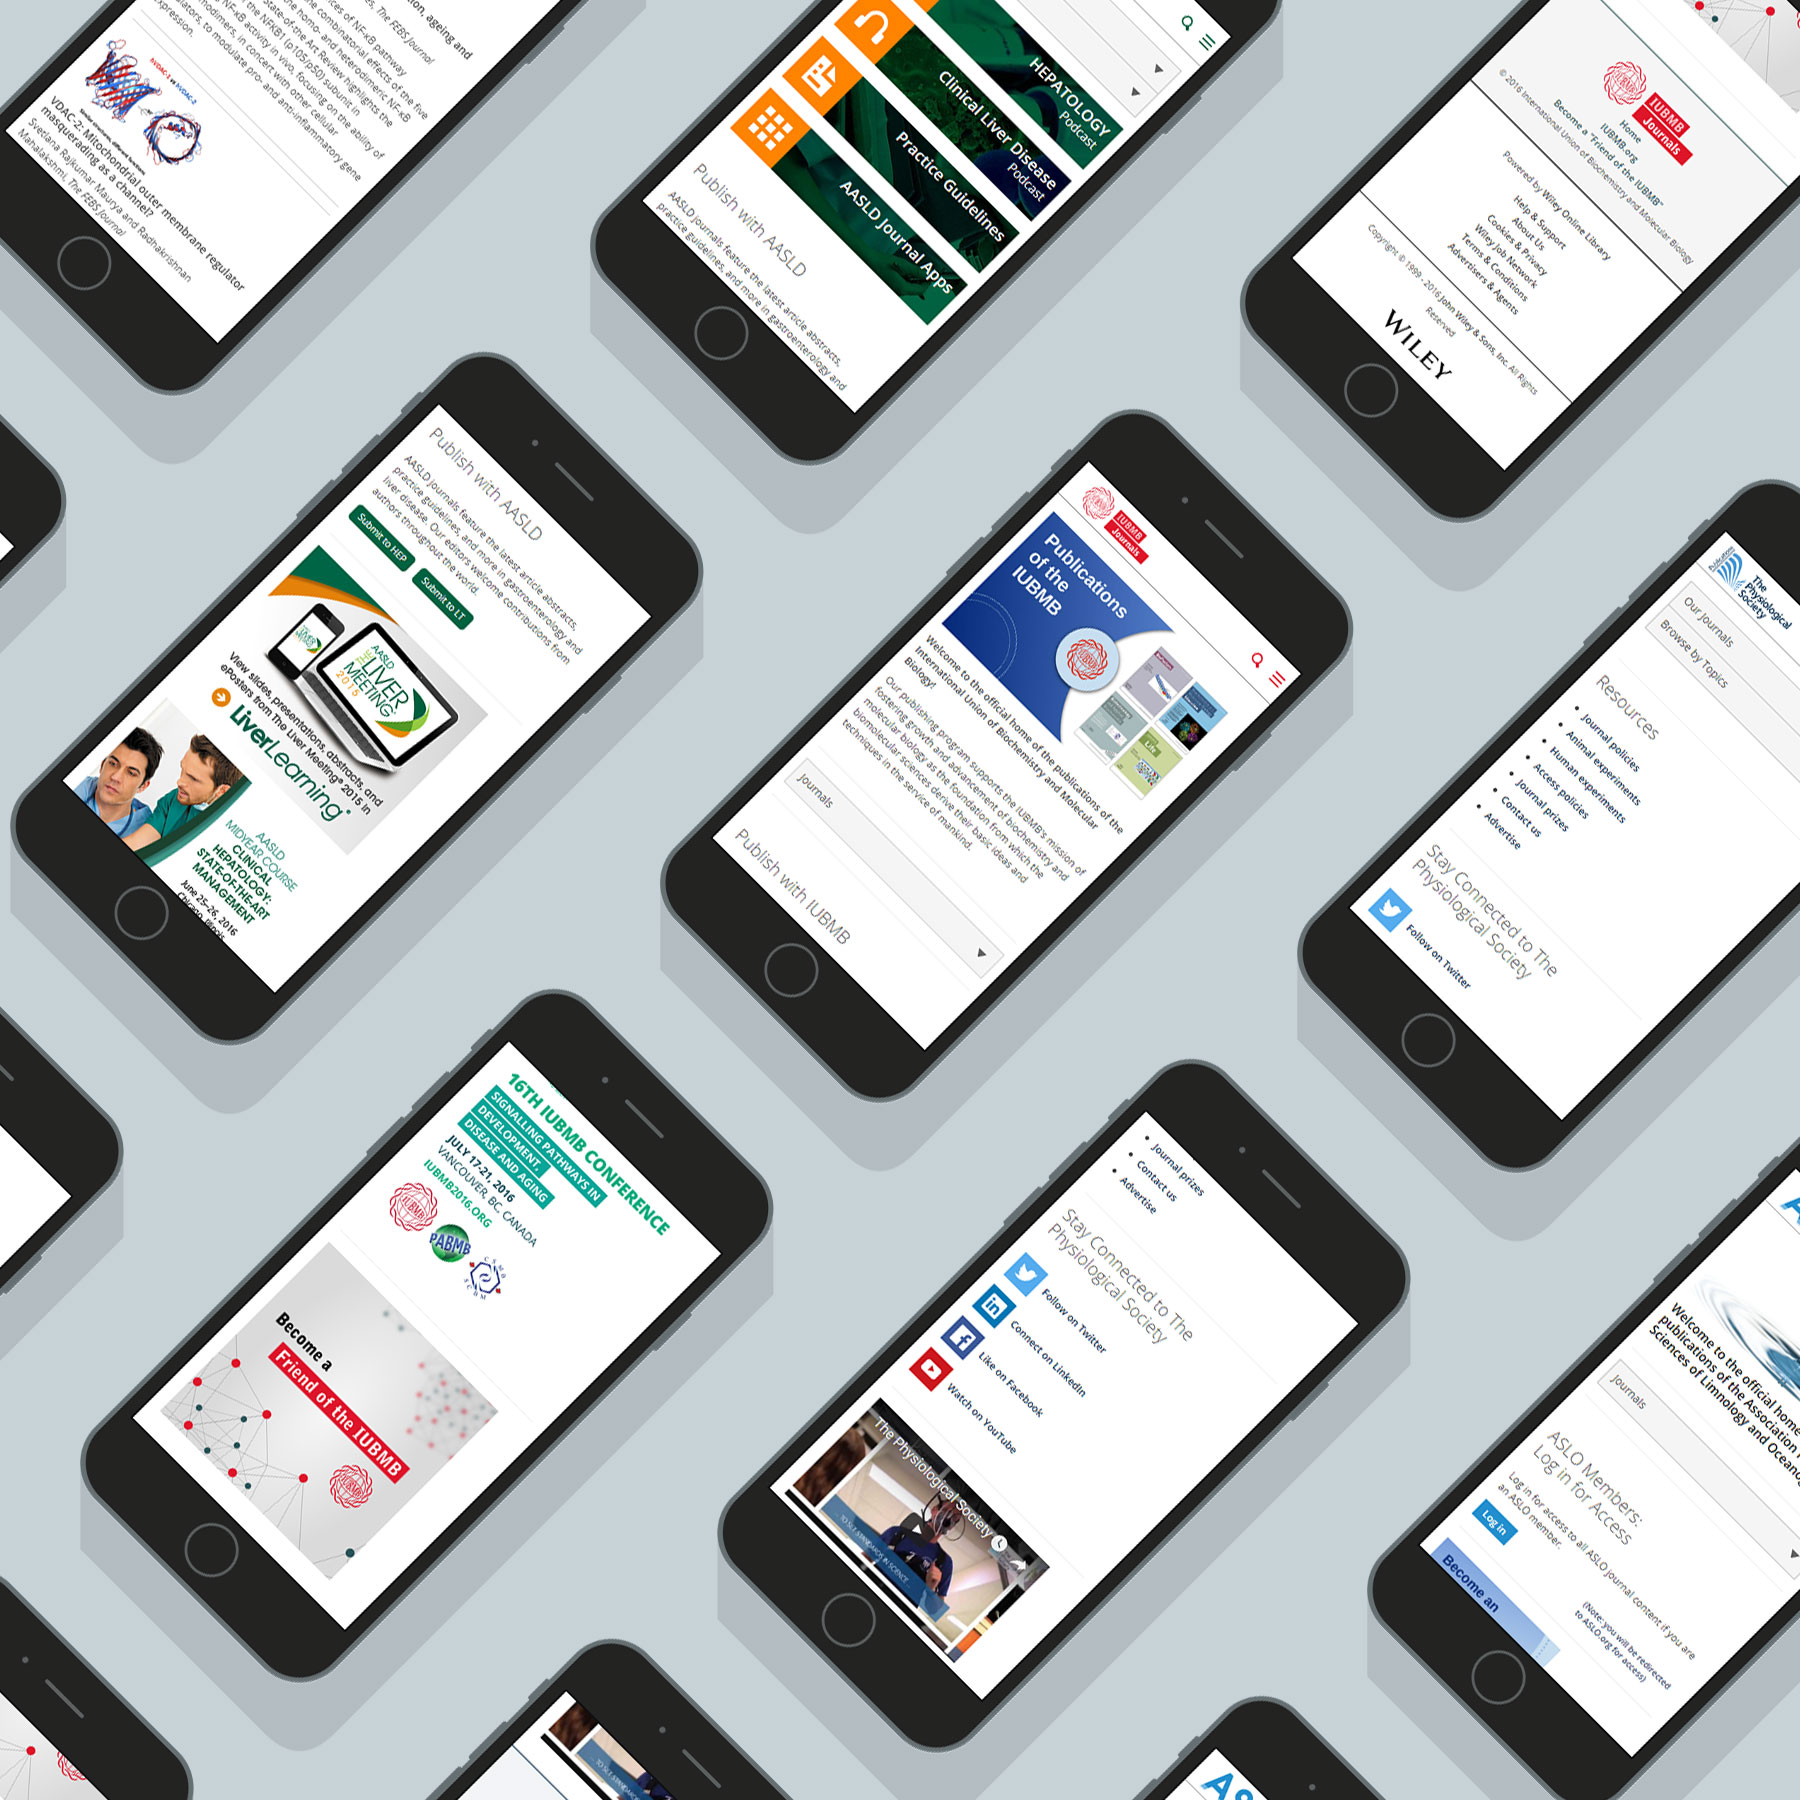 tion, ageing and
The FEBS Journal
s of NF-κB pathway
State-of-the Art Review highlights the
the combinatorial effects of the five
NFKB1 (p105/p50) subunit in
homo- and heterodimeric NF-κB
NF-κB activity in vivo, focusing on the ability of
homodimers, in concert with other cellular
to modulate pro- and anti-inflammatory gene
expression.
VDAC-2: Mitochondrial outer membrane regulator
masquerading as a channel?
Svetlana Rajkumar Maurya and Radhakrishnan
Mahalakshmi, The FEBS Journal
HEPATOLOGY
Podcast
Clinical Liver Disease
Podcast
Practice Guidelines
AASLD Journal Apps
Publish with AASLD
AASLD journals feature the latest article abstracts,
practice guidelines, and more in gastroenterology and
IUBMB
Journals
Home
IUBMB.org
Become a "Friend of the IUBMB"
© 2016 International Union of Biochemistry and Molecular Biology
Powered by Wiley Online Library
Help & Support
About Us
Cookies & Privacy
Wiley Job Network
Terms & Conditions
Advertisers & Agents
Copyright © 1999 - 2016 John Wiley & Sons, Inc. All Rights
Reserved
WILEY
Publish with AASLD
AASLD journals feature the latest article abstracts,
practice guidelines, and more in gastroenterology and
liver disease. Our editors welcome contributions from
authors throughout the world.
Submit to HEP
Submit to LT
AASLD
THE
LIVER
MEETING
2015
View slides, presentations, abstracts, and
ePosters from The Liver Meeting® 2015 in
LiverLearning®
AASLD
MIDYEAR COURSE
CLINICAL
HEPATOLOGY:
STATE-OF-THE-ART
MANAGEMENT
June 25-26, 2016
Chicago, Illinois
IUBMB
Journals
Publications
of the
IUBMB
Welcome to the official home of the publications of the
International Union of Biochemistry and Molecular
Biology!
Our publishing program supports the IUBMB's mission of
fostering growth and advancement of biochemistry and
molecular biology as the foundation from which the
biomolecular sciences derive their basic ideas and
techniques in the service of mankind.
Journals
Publish with IUBMB
Publications
The
Physiological
Society
Our Journals
Browse by Topics
Resources
Journal policies
Animal experiments
Human experiments
Access policies
Journal prizes
Contact us
Advertise
Stay Connected to The
Physiological Society
Follow on Twitter
16TH IUBMB CONFERENCE
SIGNALLING PATHWAYS IN
DEVELOPMENT,
DISEASE AND AGING
JULY 17-21, 2016
VANCOUVER, BC, CANADA
IUBMB2016.ORG
IUBMB
PABMB
Become a
Friend of the IUBMB
IUBMB
Journal prizes
Contact us
Advertise
Stay Connected to The
Physiological Society
Follow on Twitter
Connect on LinkedIn
Like on Facebook
Watch on YouTube
The Physiological Society
TO SET STANDARDS IN SCIENCE
Welcome to the official home
publications of the Association
Sciences of Limnology and Oceanog
Journals
ASLO Members:
Log in for Access
Log in for access to all ASLO journal content if you are
an ASLO member.
Log in
(Note: you will be redirected
to ASLO.org for access)
Become an